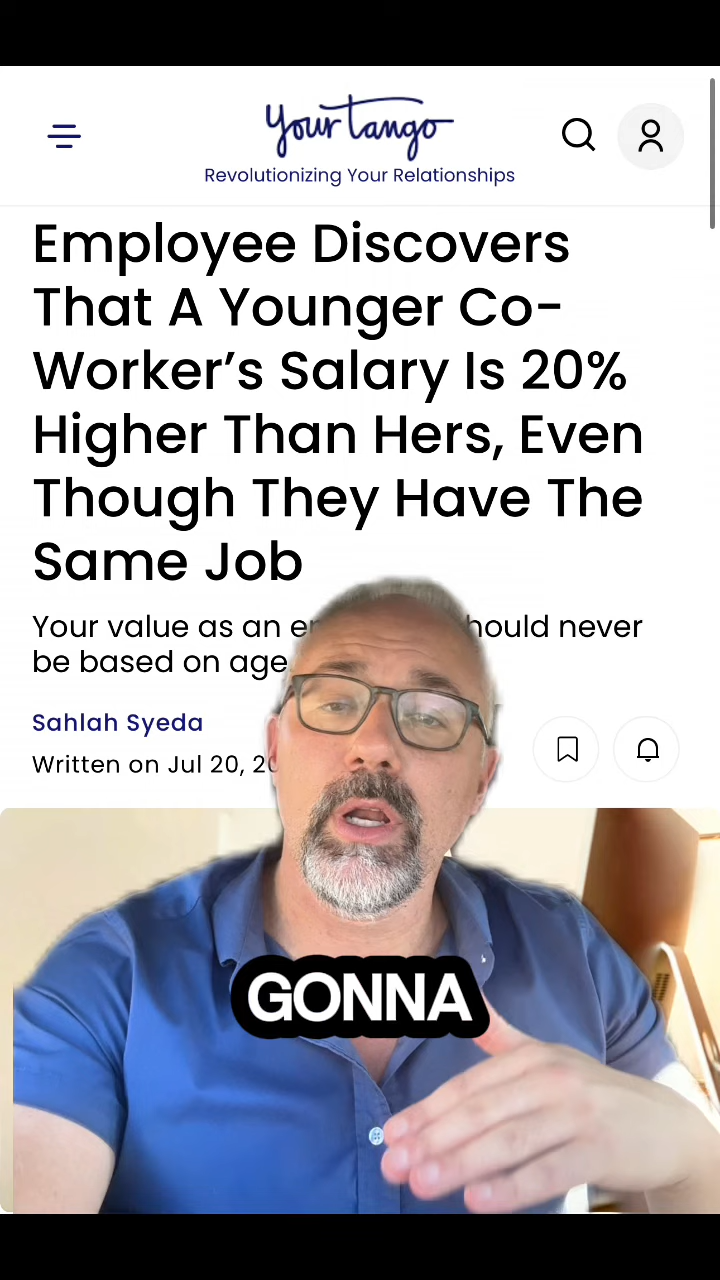 yourtango
Revolutionizing Your Relationships
Employee Discovers
That A Younger Co-
Worker’s Salary Is 20%
Higher Than Hers, Even
Though They Have The
Same Job
Your value as an should never
be based on age
Sahlah Syeda
Written on Jul 20,
GONNA